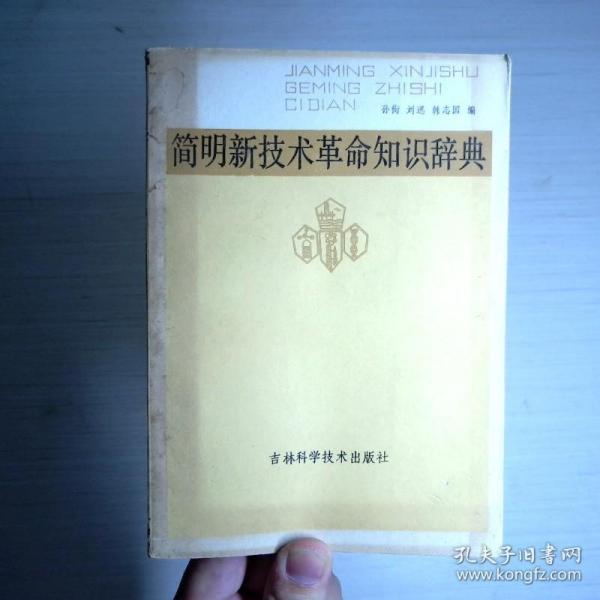 JIANMING XINJISHU
GEMING ZHISHI
CIDIAN
孙衡 刘迅 韩志国 编
简明新技术革命知识辞典
吉林科学技术出版社
孔夫子旧书网
www.kongfz.com